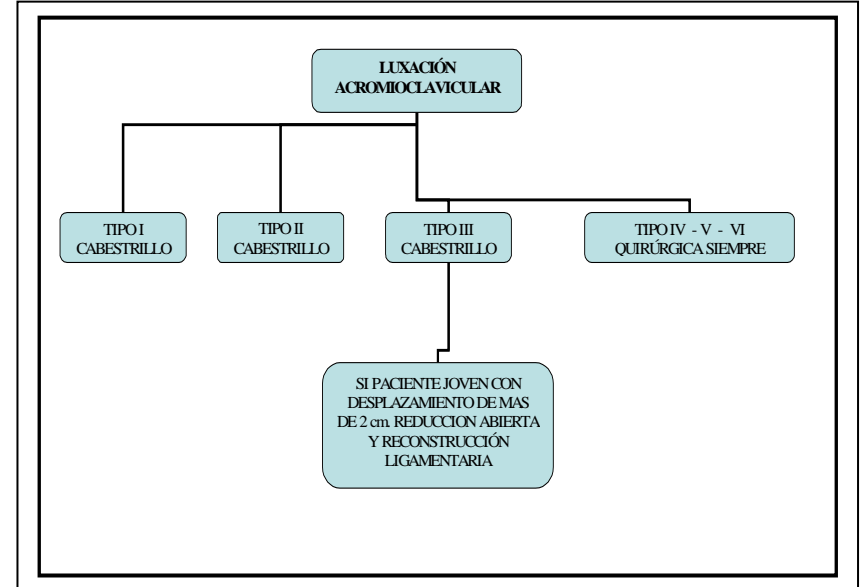 LUXACIÓN
ACROMIOCLAVICULAR
TIPO I
CABESTRILLO
TIPO II
CABESTRILLO
TIPO III
CABESTRILLO
TIPO IV - V - VI
QUIRÚRGICA SIEMPRE
SI PACIENTE JOVEN CON
DESPLAZAMIENTO DE MAS
DE 2 cm. REDUCCION ABIERTA
Y RECONSTRUCCIÓN
LIGAMENTARIA